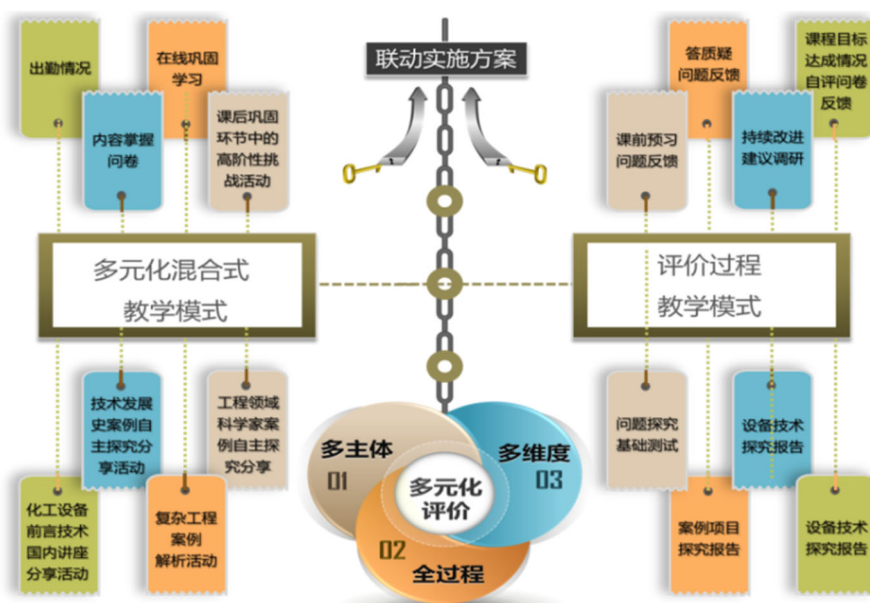 联动实施方案
出勤情况
在线巩固
学习
内容掌握
问卷
课后巩固
环节中的
高阶性挑
战活动
答质疑
问题反馈
课程目标
达成情况
自评问卷
反馈
课前预习
问题反馈
持续改进
建议调研
多元化混合式
教学模式
评价过程
教学模式
技术发展
史案例自
主探究分
享活动
工程领域
科学家案
例自主探
究分享
化工设备
前言技术
国内讲座
分享活动
复杂工程
案例
解析活动
多主体
01
多维度
03
多元化
评价
02
全过程
问题探究
基础测试
设备技术
探究报告
案例项目
探究报告
设备技术
探究报告